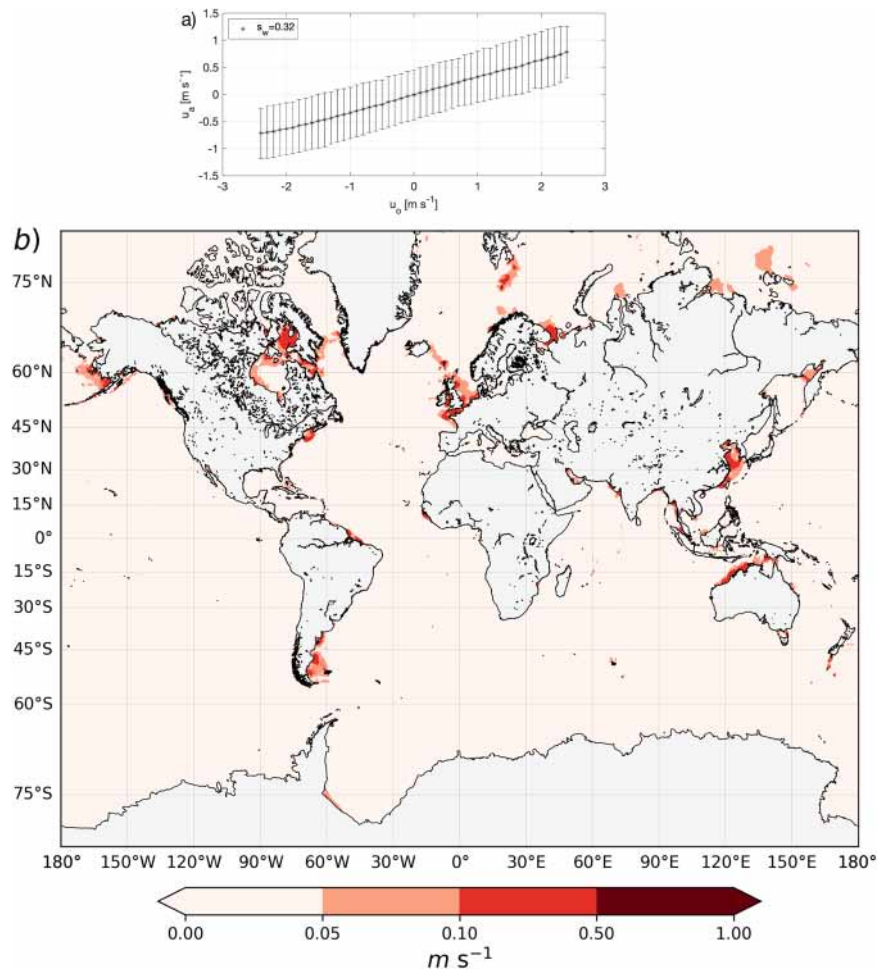 a)
s_w=0.32
u_a [m s⁻¹]
1.5
1
0.5
0
-0.5
-1
-1.5
-3 -2 -1 0 1 2 3
u_o [m s⁻¹]
b)
75°N
60°N
45°N
30°N
15°N
0°
15°S
30°S
45°S
60°S
75°S
180° 150°W 120°W 90°W 60°W 30°W 0° 30°E 60°E 90°E 120°E 150°E 180°
0.00 0.05 0.10 0.50 1.00
m s⁻¹